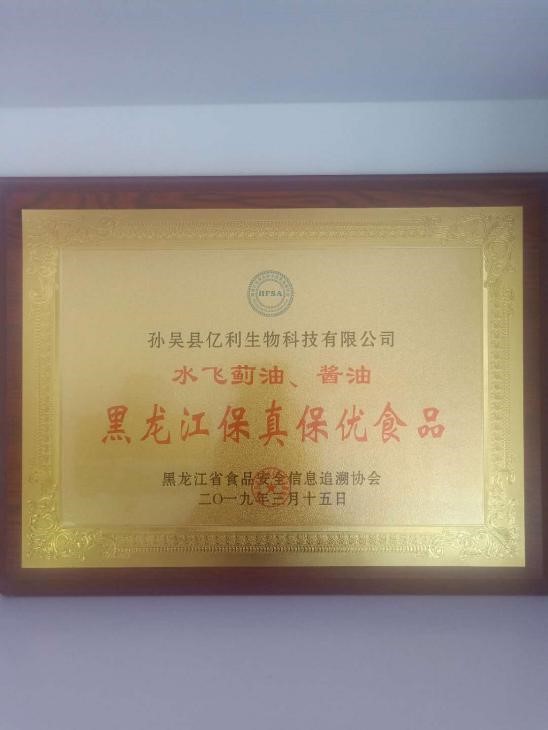 HFSA
孙吴县亿利生物科技有限公司
水飞蓟油、酱油
黑龙江保真保优食品
黑龙江省食品安全信息追溯协会
二〇一九年三月十五日